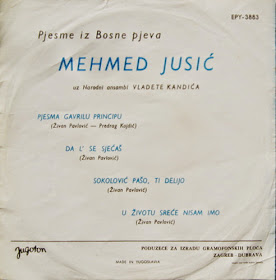 EPY-3883
Pjesme iz Bosne pjeva
MEHMED JUSIĆ
uz Narodni ansambl VLADETE KANDIĆA
PJESMA GAVRILU PRINCIPU
(Živan Pavlović — Predrag Kojdić)
DA L' SE SJEĆAŠ
(Živan Pavlović)
SOKOLOVIĆ PAŠO, TI DELIJO
(Živan Pavlović)
U ŽIVOTU SREĆE NISAM IMO
(Živan Pavlović)
Jugoton
PODUZEĆE ZA IZRADU GRAMOFONSKIH PLOČA
ZAGREB - DUBRAVA
MADE IN YUGOSLAVIA